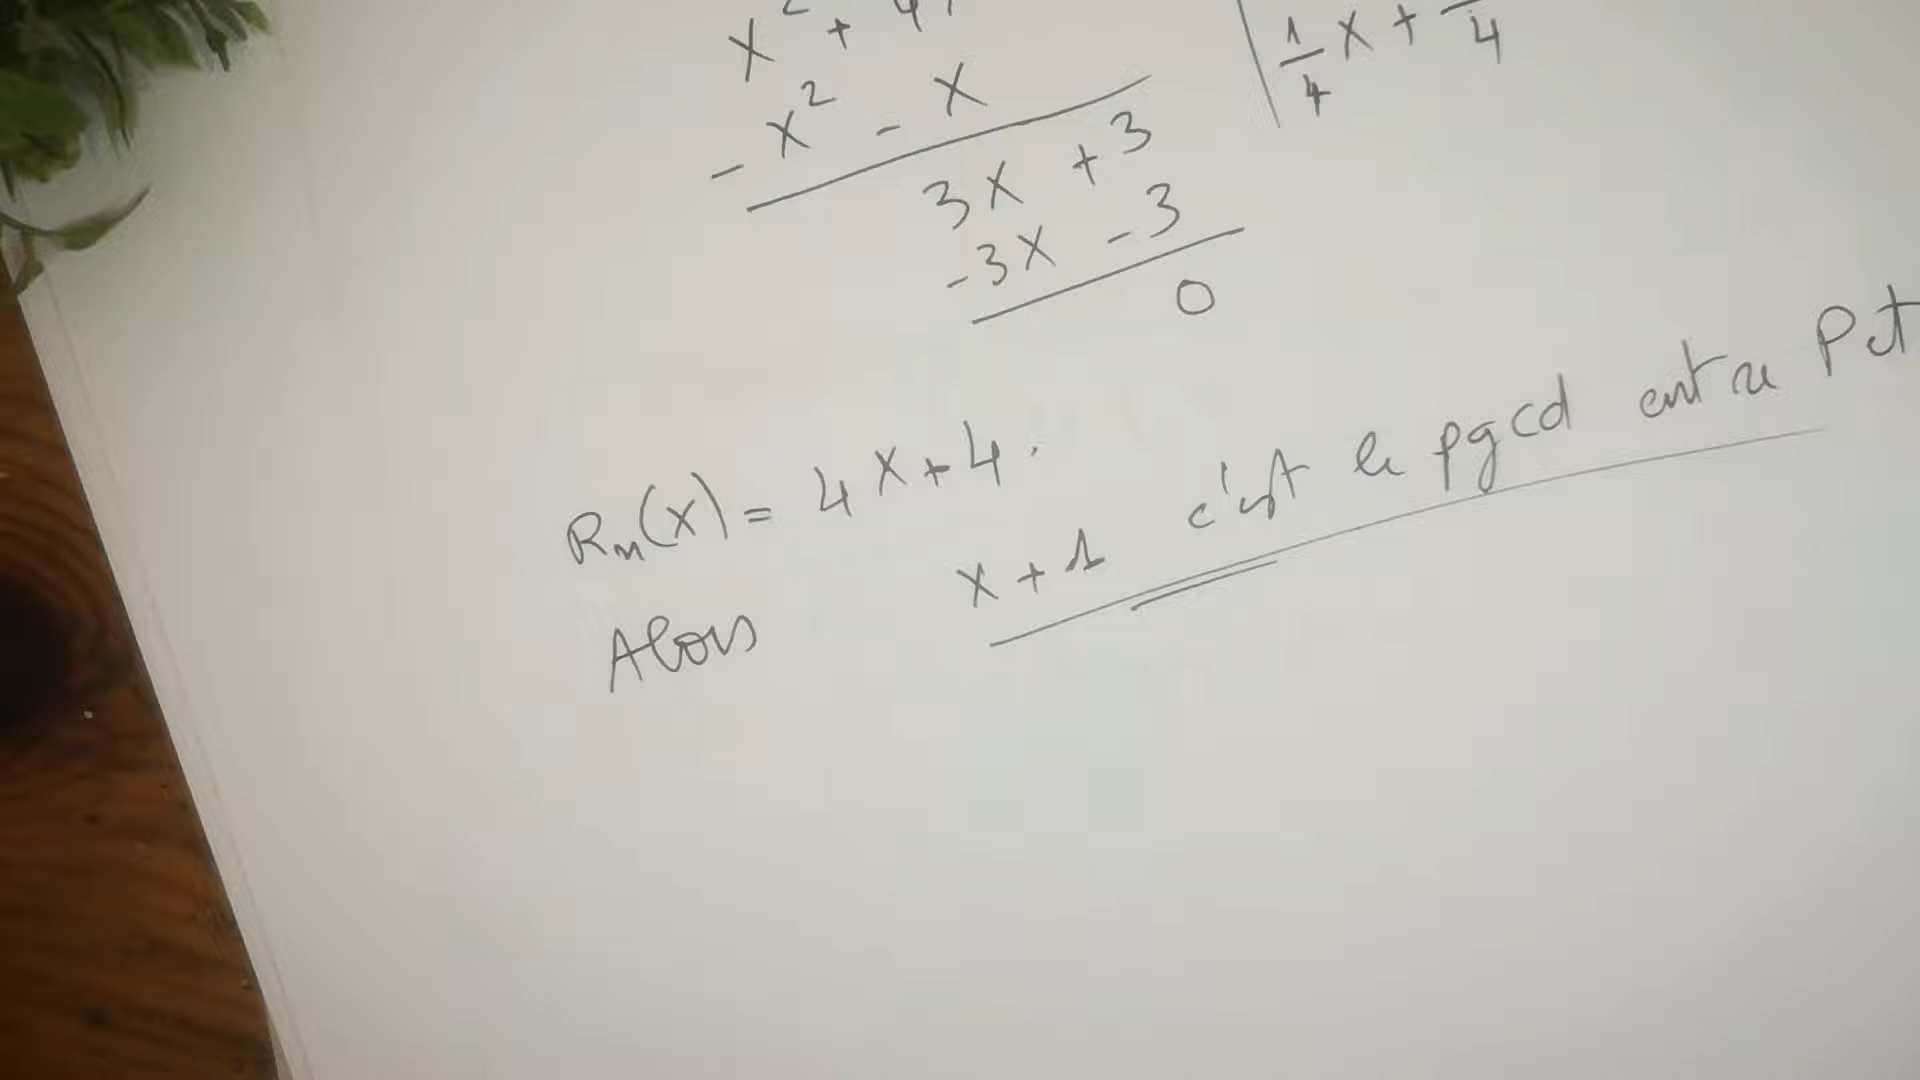 x² + 4
- x² - x
1/4 x + /4
3x + 3
-3x - 3
0
Rn(x) = 4x + 4.
Alors x + 1 c'est le pgcd entre P et